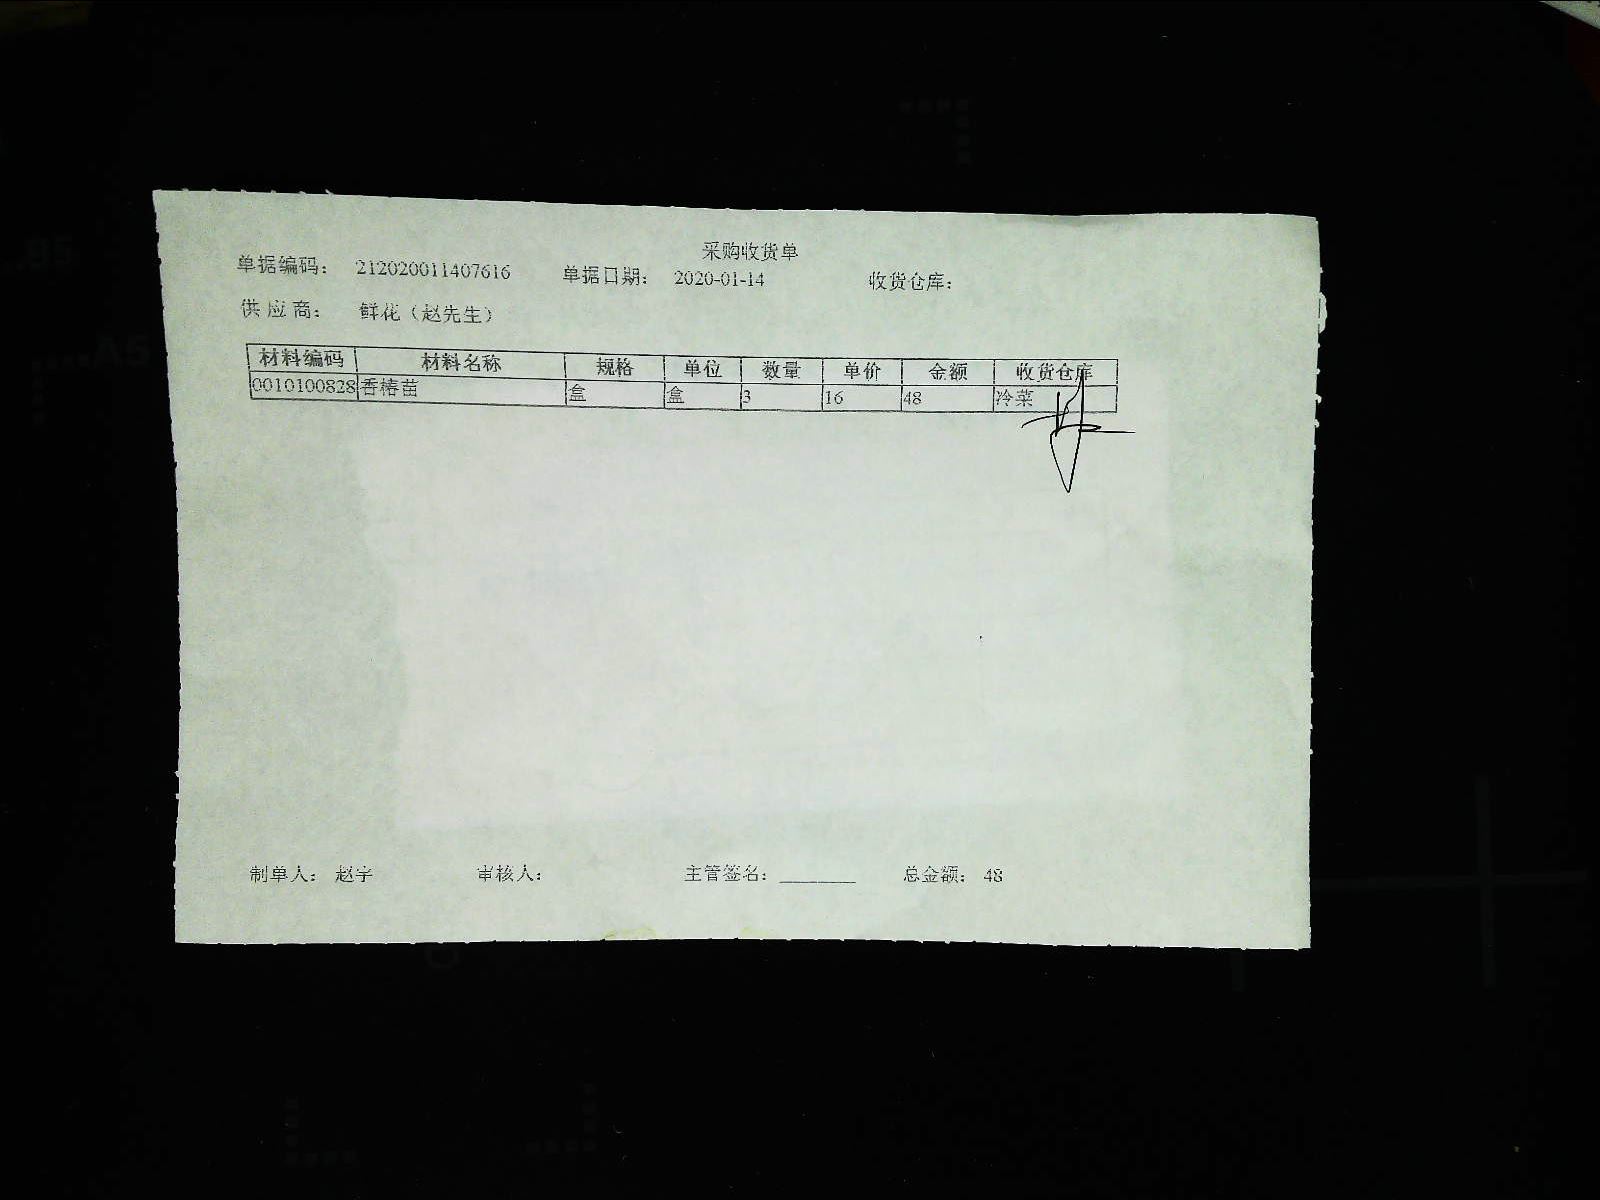 采购收货单
单据编码： 212020011407616 单据日期： 2020-01-14 收货仓库：
供 应 商： 鲜花（赵先生）
材料编码 材料名称 规格 单位 数量 单价 金额 收货仓库
0010100828 香椿苗 盒 盒 3 16 48 冷菜
制单人： 赵宇 审核人： 主管签名： ________ 总金额： 48